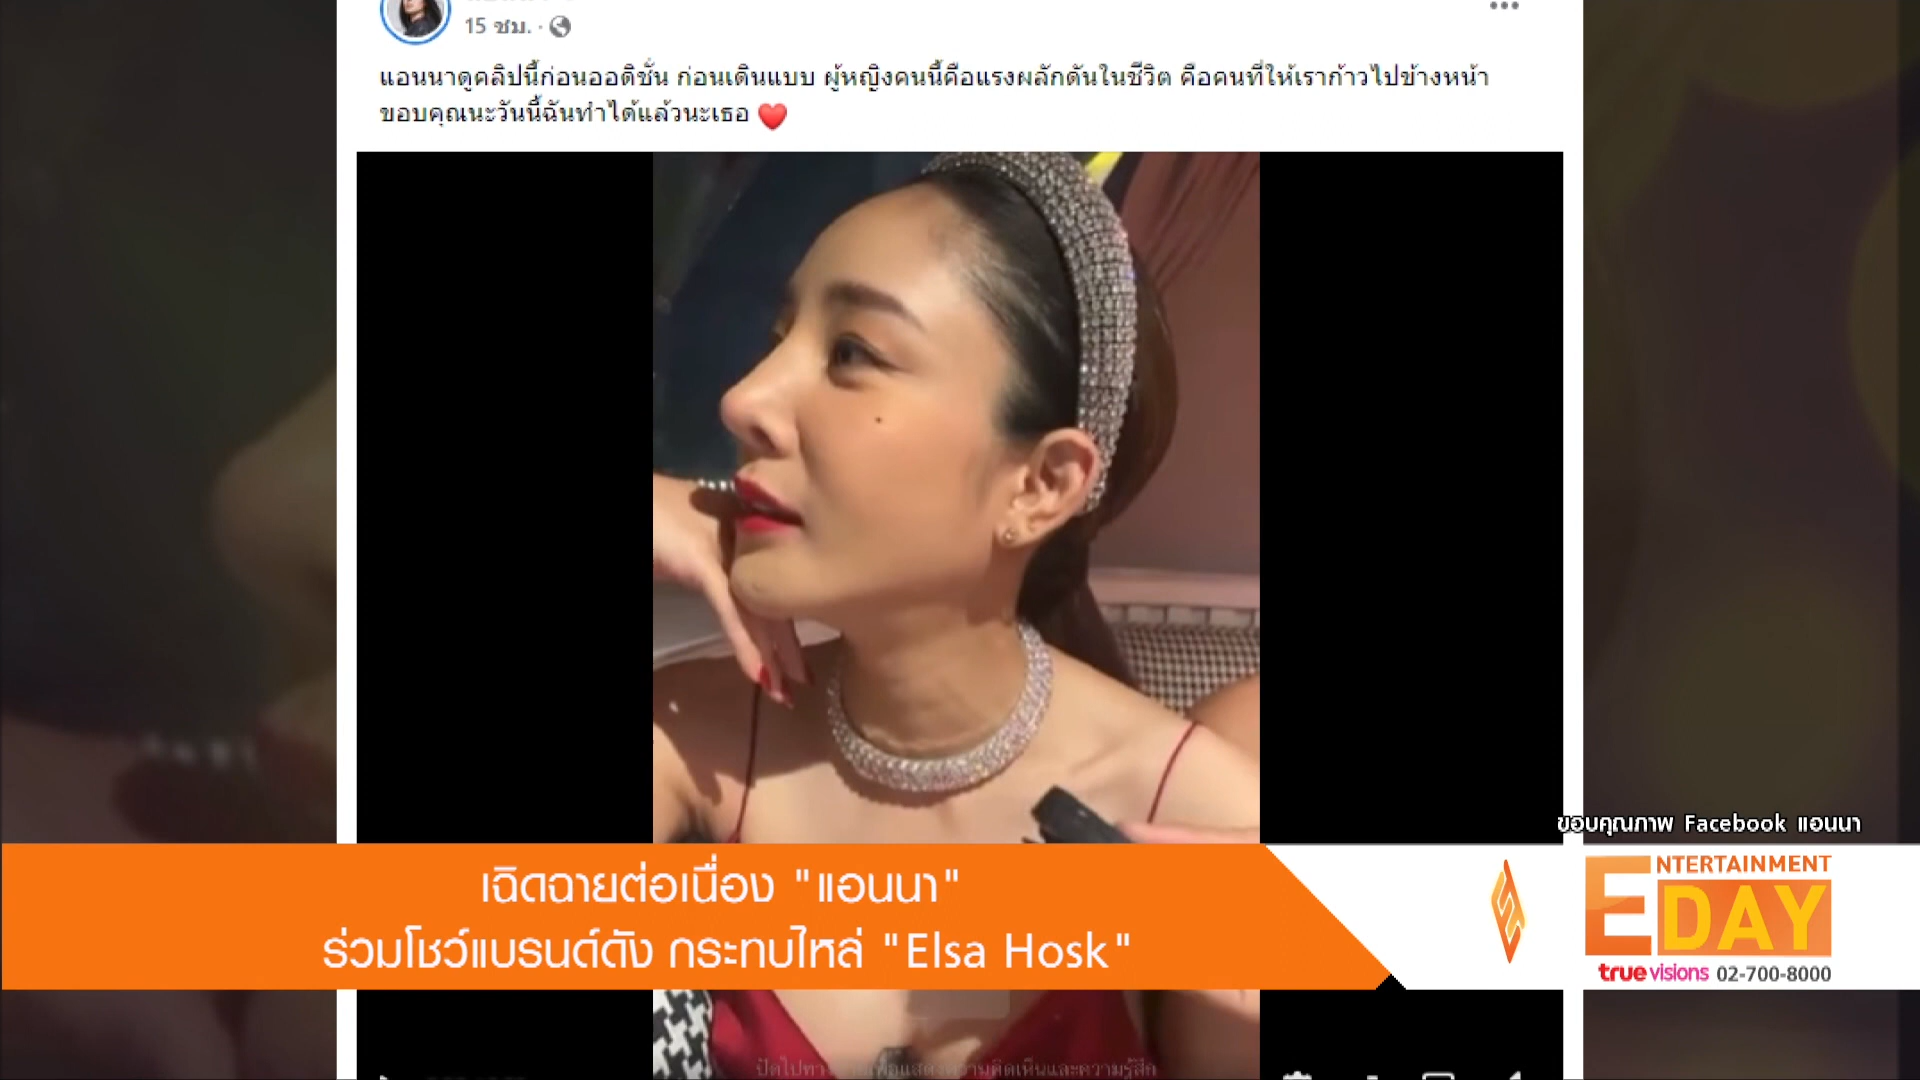 15 ชม.
แอนนาดูคลิปนี้ก่อนออดิชั่น ก่อนเดินแบบ ผู้หญิงคนนี้คือแรงผลักดันในชีวิต คือคนที่ให้เราก้าวไปข้างหน้า
ขอบคุณนะวันนี้ฉันทำได้แล้วนะเธอ ❤️
ขอบคุณภาพ Facebook แอนนา
เฉิดฉายต่อเนื่อง "แอนนา"
ร่วมโชว์แบรนด์ดัง กระทบไหล่ "Elsa Hosk"
ENTERTAINMENT
DAY
truevisions 02-700-8000